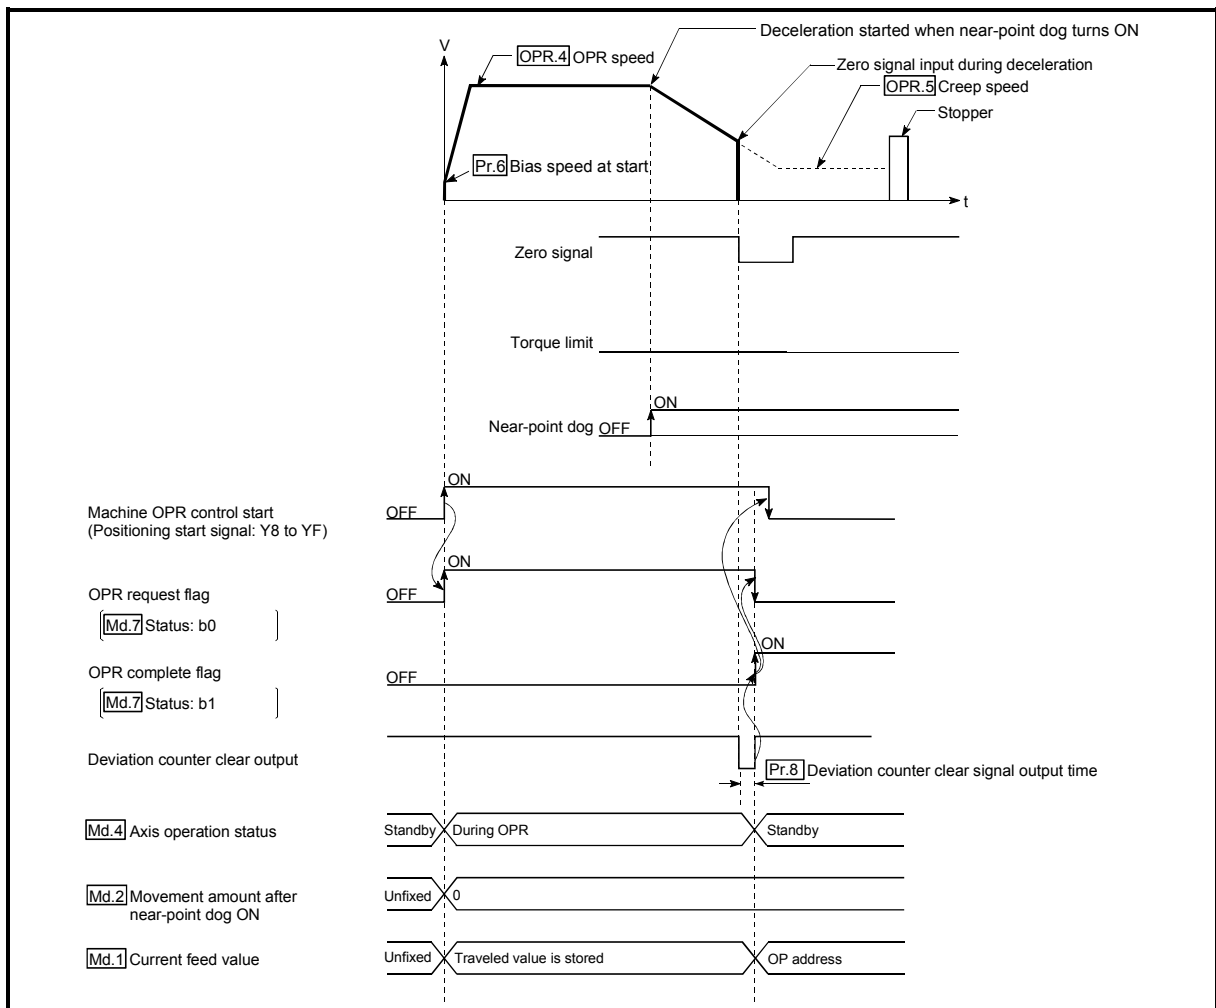 Deceleration started when near-point dog turns ON
V
OPR.4 OPR speed
Zero signal input during deceleration
OPR.5 Creep speed
Stopper
Pr.6 Bias speed at start
t
Zero signal
Torque limit
ON
Near-point dog OFF
ON
Machine OPR control start
(Positioning start signal: Y8 to YF)
OFF
ON
OPR request flag
OFF
Md.7 Status: b0
ON
OPR complete flag
OFF
Md.7 Status: b1
Deviation counter clear output
Pr.8 Deviation counter clear signal output time
Md.4 Axis operation status
Standby
During OPR
Standby
Md.2 Movement amount after
near-point dog ON
Unfixed
0
Md.1 Current feed value
Unfixed
Traveled value is stored
OP address